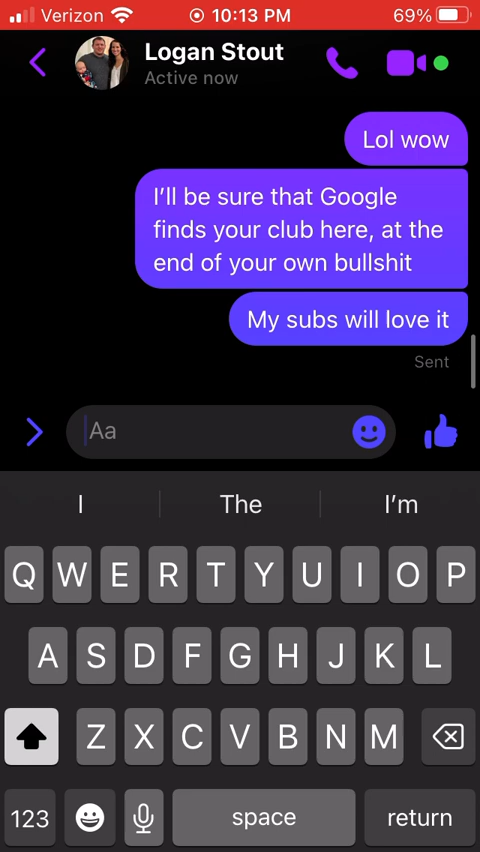 Verizon 10:13 PM 69%
Logan Stout
Active now
Lol wow
I’ll be sure that Google
finds your club here, at the
end of your own bullshit
My subs will love it
Sent
Aa
I The I’m
Q W E R T Y U I O P
A S D F G H J K L
Z X C V B N M
123 space return